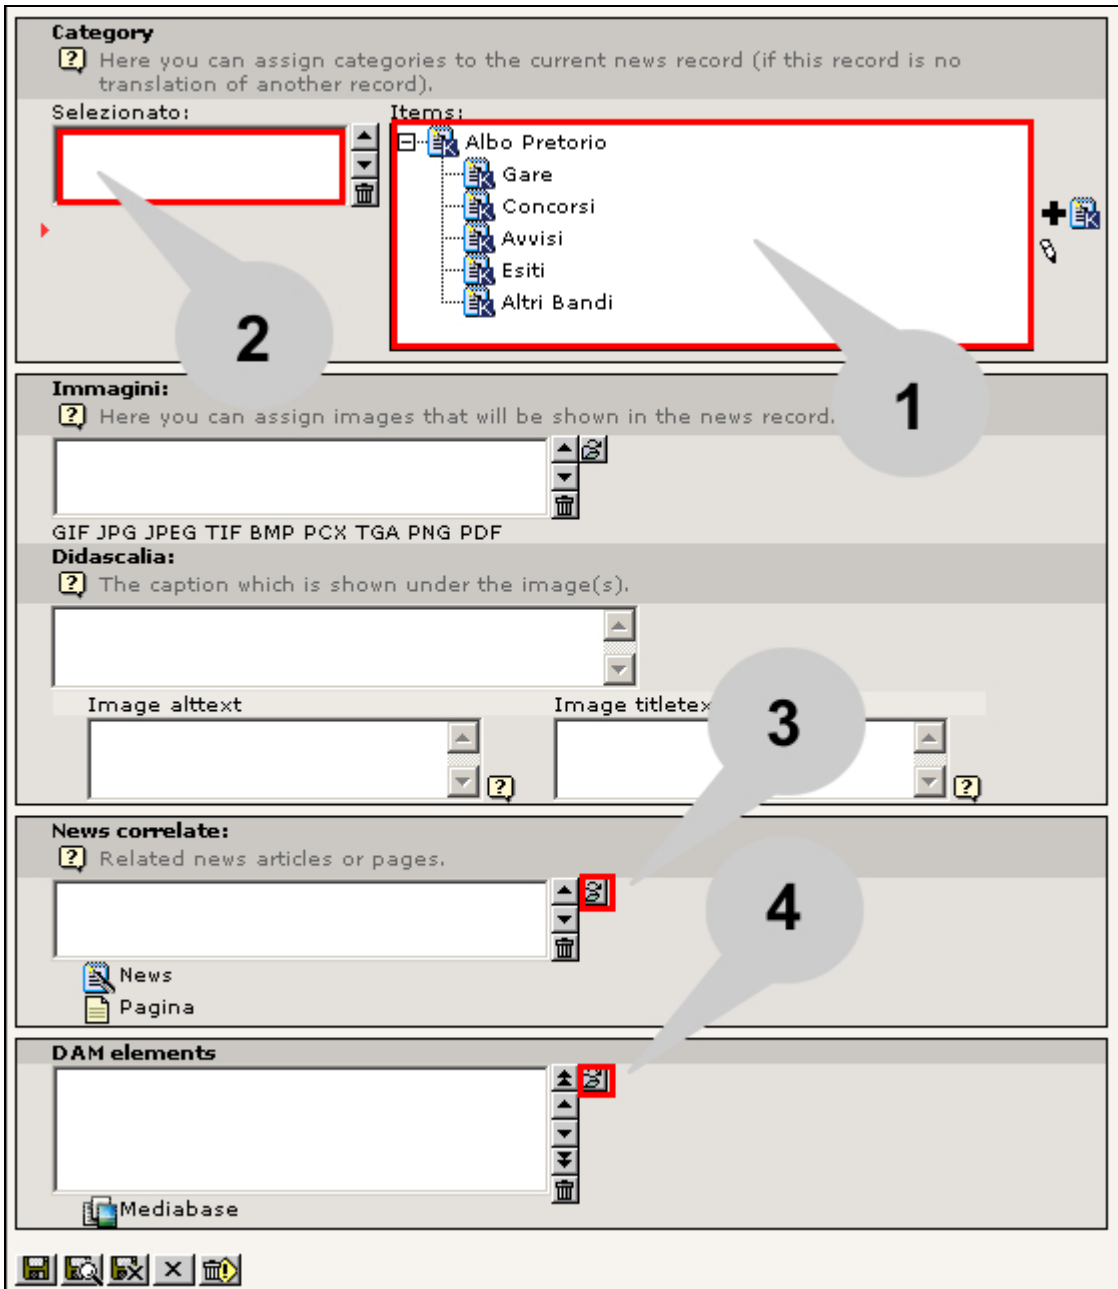 Category
Here you can assign categories to the current news record (if this record is no
translation of another record).
Selezionato:
Items:
Albo Pretorio
Gare
Concorsi
Avvisi
Esiti
Altri Bandi
2
1
Immagini:
Here you can assign images that will be shown in the news record.
GIF JPG JPEG TIF BMP PCX TGA PNG PDF
Didascalia:
The caption which is shown under the image(s).
Image alttext
Image titletex
3
News correlate:
Related news articles or pages.
4
News
Pagina
DAM elements
Mediabase